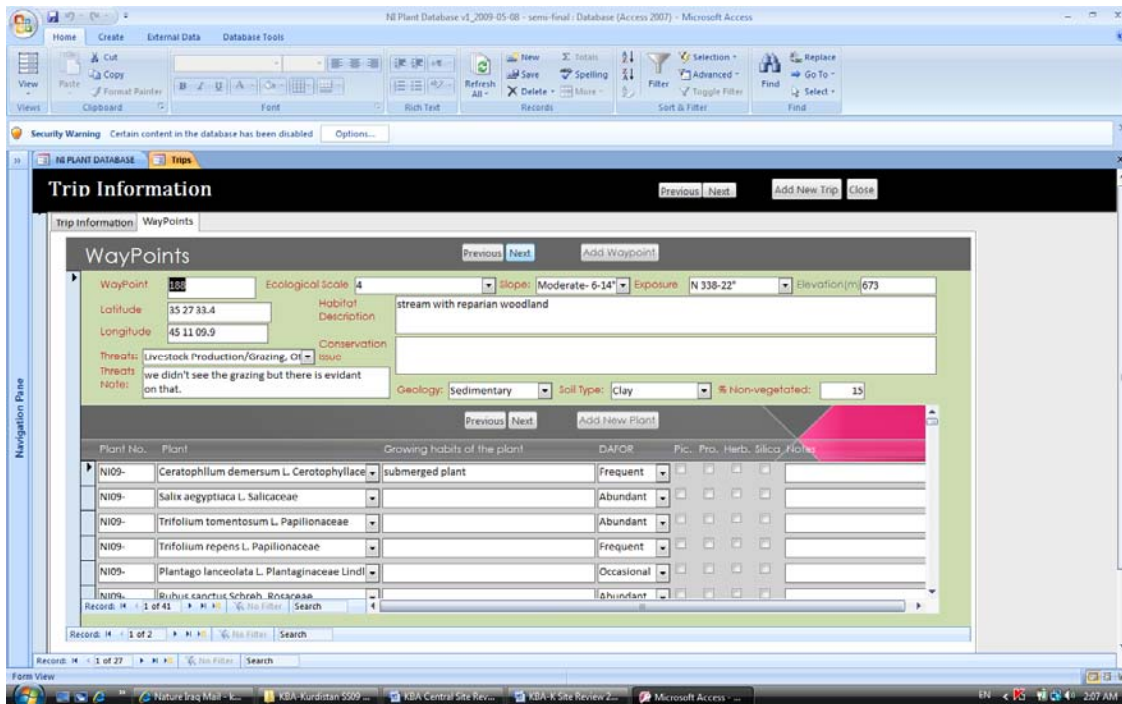 NI Plant Database v1_2009-05-08 - semi-final : Database (Access 2007) - Microsoft Access
Home Create External Data Database Tools
View Paste Cut Copy Format Painter Refresh All New Save Delete Totals Spelling More Filter Selection Advanced Toggle Filter Find Replace Go To Select
Views Clipboard Font Rich Text Records Sort & Filter Find
Security Warning Certain content in the database has been disabled Options...
NI PLANT DATABASE Trips
Trip Information Previous Next Add New Trip Close
Trip Information WayPoints
WayPoints Previous Next Add Waypoint
WayPoint 188 Ecological Scale 4 Slope: Moderate- 6-14° Exposure N 338-22° Elevation(m) 673
Latitude 35 27 33.4 Habitat Description stream with reparian woodland
Longitude 45 11 09.9
Threats: Livestock Production/Grazing, Ot Conservation Issue
Threats Note: we didn't see the grazing but there is evidant on that.
Geology: Sedimentary Soil Type: Clay % Non-vegetated: 15
Previous Next Add New Plant
Plant No. Plant Growing habits of the plant DAFOR Pic. Pro. Herb. Silica Notes
NI09- Ceratophllum demersum L. Cerotophyllace submerged plant Frequent
NI09- Salix aegyptiaca L. Salicaceae Abundant
NI09- Trifolium tomentosum L. Papilionaceae Abundant
NI09- Trifolium repens L. Papilionaceae Frequent
NI09- Plantago lanceolata L. Plantaginaceae Lindl Occasional
NI09- Rubus sanctus Schreb. Rosaceae Abundant
Record: 1 of 41 No Filter Search
Record: 1 of 2 No Filter Search
Record: 1 of 27 No Filter Search
Navigation Pane
Form View
Nature Iraq Mail - k... KBA-Kurdistan SS09 ... KBA Central Site Rev... KBA-K Site Review 2... Microsoft Access - ... EN 2:07 AM